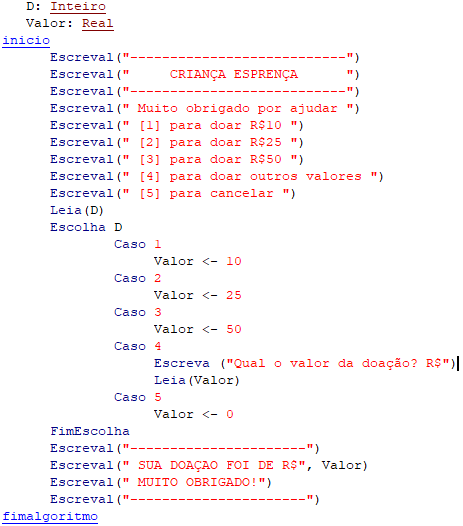 D: Inteiro
Valor: Real
inicio
Escreval("---------------------------")
Escreval("     CRIANÇA ESPRENÇA      ")
Escreval("---------------------------")
Escreval(" Muito obrigado por ajudar ")
Escreval(" [1] para doar R$10 ")
Escreval(" [2] para doar R$25 ")
Escreval(" [3] para doar R$50 ")
Escreval(" [4] para doar outros valores ")
Escreval(" [5] para cancelar ")
Leia(D)
Escolha D
Caso 1
Valor <- 10
Caso 2
Valor <- 25
Caso 3
Valor <- 50
Caso 4
Escreva ("Qual o valor da doação? R$")
Leia(Valor)
Caso 5
Valor <- 0
FimEscolha
Escreval("----------------------")
Escreval(" SUA DOAÇAO FOI DE R$", Valor)
Escreval(" MUITO OBRIGADO!")
Escreval("----------------------")
fimalgoritmo